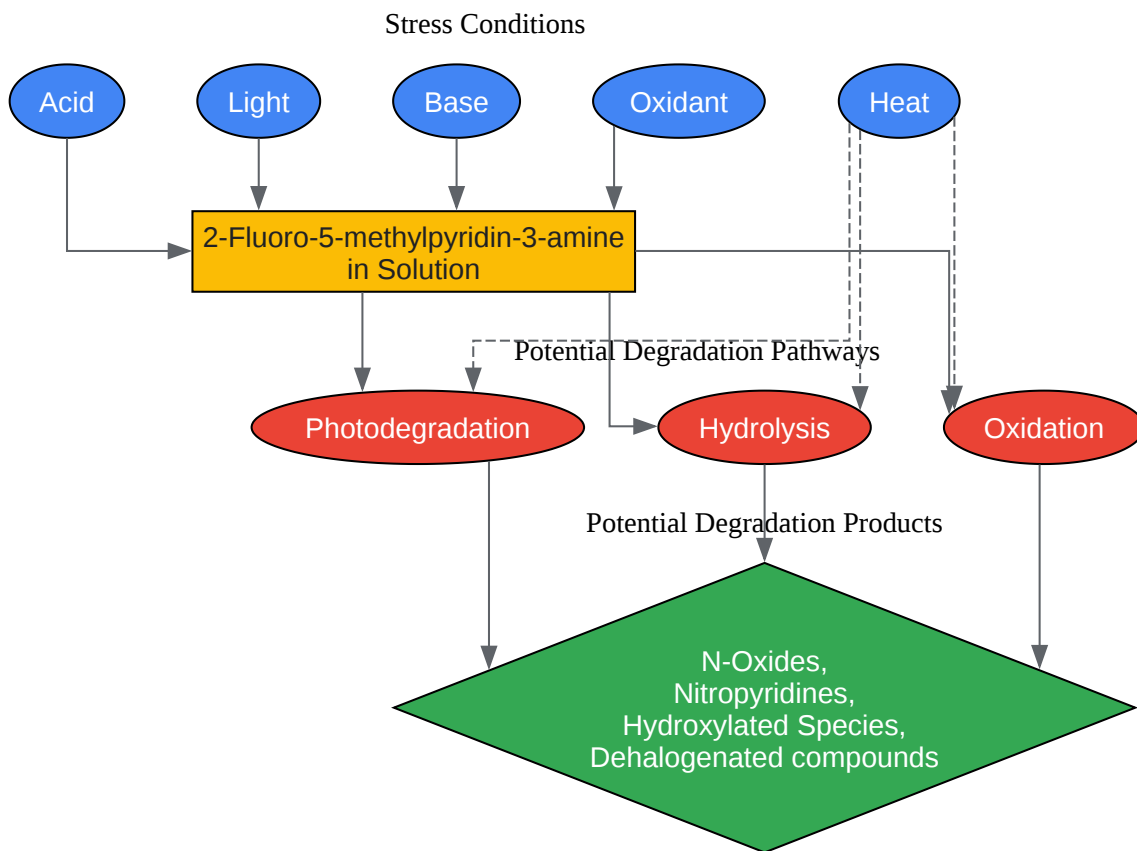 Stress Conditions
Acid
Light
Base
Oxidant
Heat
2-Fluoro-5-methylpyridin-3-amine
in Solution
Potential Degradation Pathways
Photodegradation
Hydrolysis
Oxidation
Potential Degradation Products
N-Oxides,
Nitropyridines,
Hydroxylated Species,
Dehalogenated compounds